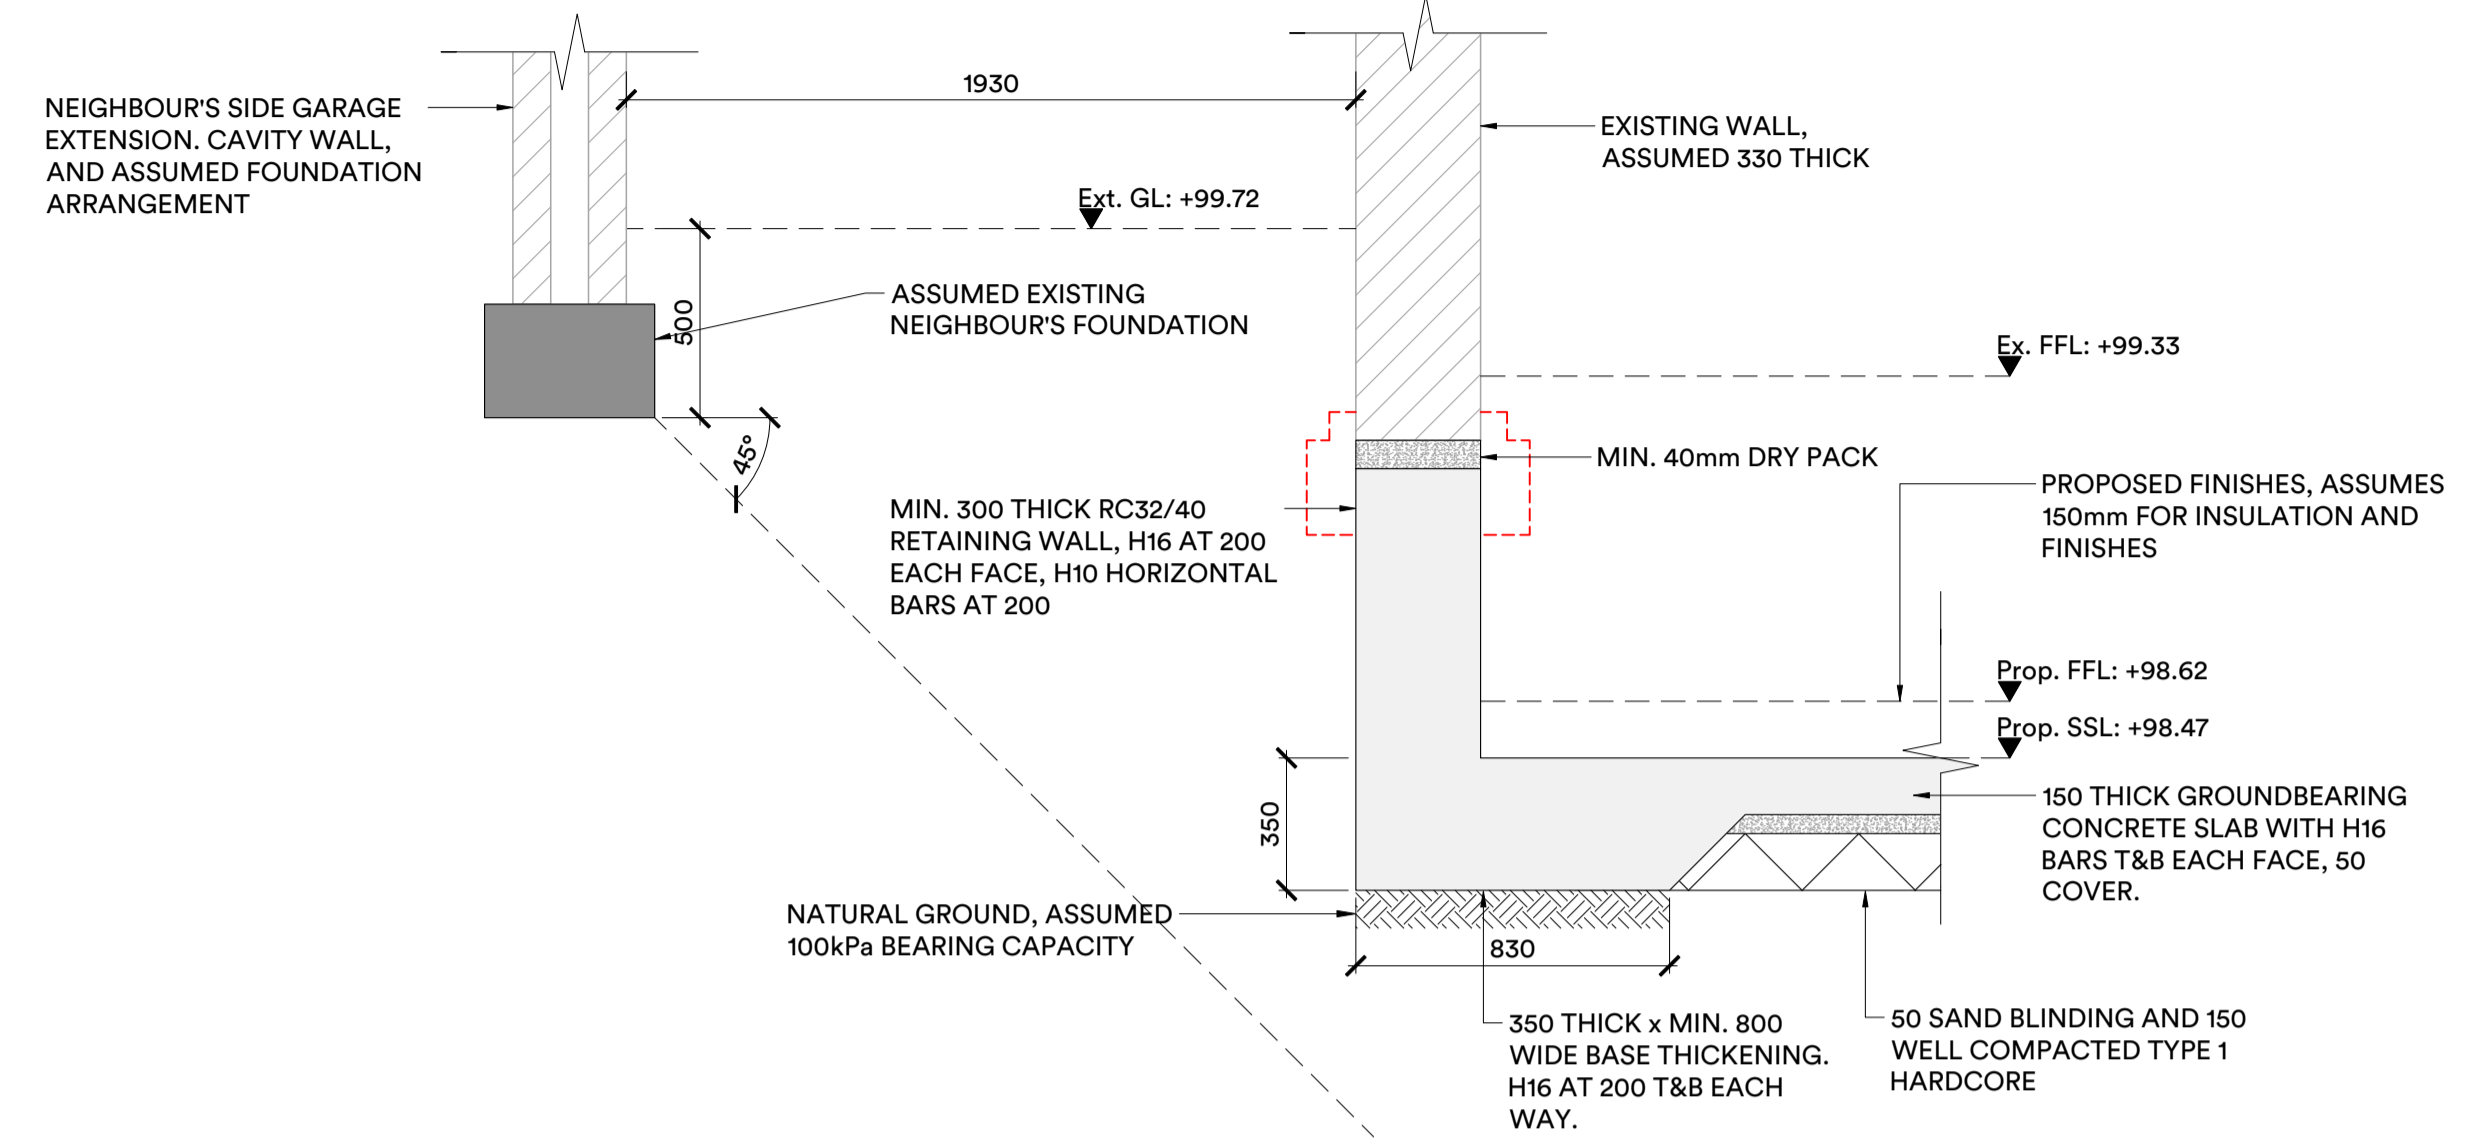 1930
NEIGHBOUR'S SIDE GARAGE
EXTENSION. CAVITY WALL,
AND ASSUMED FOUNDATION
ARRANGEMENT
EXISTING WALL,
ASSUMED 330 THICK
Ext. GL: +99.72
500
ASSUMED EXISTING
NEIGHBOUR'S FOUNDATION
Ex. FFL: +99.33
45°
MIN. 40mm DRY PACK
MIN. 300 THICK RC32/40
RETAINING WALL, H16 AT 200
EACH FACE, H10 HORIZONTAL
BARS AT 200
PROPOSED FINISHES, ASSUMES
150mm FOR INSULATION AND
FINISHES
Prop. FFL: +98.62
Prop. SSL: +98.47
350
150 THICK GROUNDBEARING
CONCRETE SLAB WITH H16
BARS T&B EACH FACE, 50
COVER.
NATURAL GROUND, ASSUMED
100kPa BEARING CAPACITY
830
350 THICK x MIN. 800
WIDE BASE THICKENING.
H16 AT 200 T&B EACH
WAY.
50 SAND BLINDING AND 150
WELL COMPACTED TYPE 1
HARDCORE